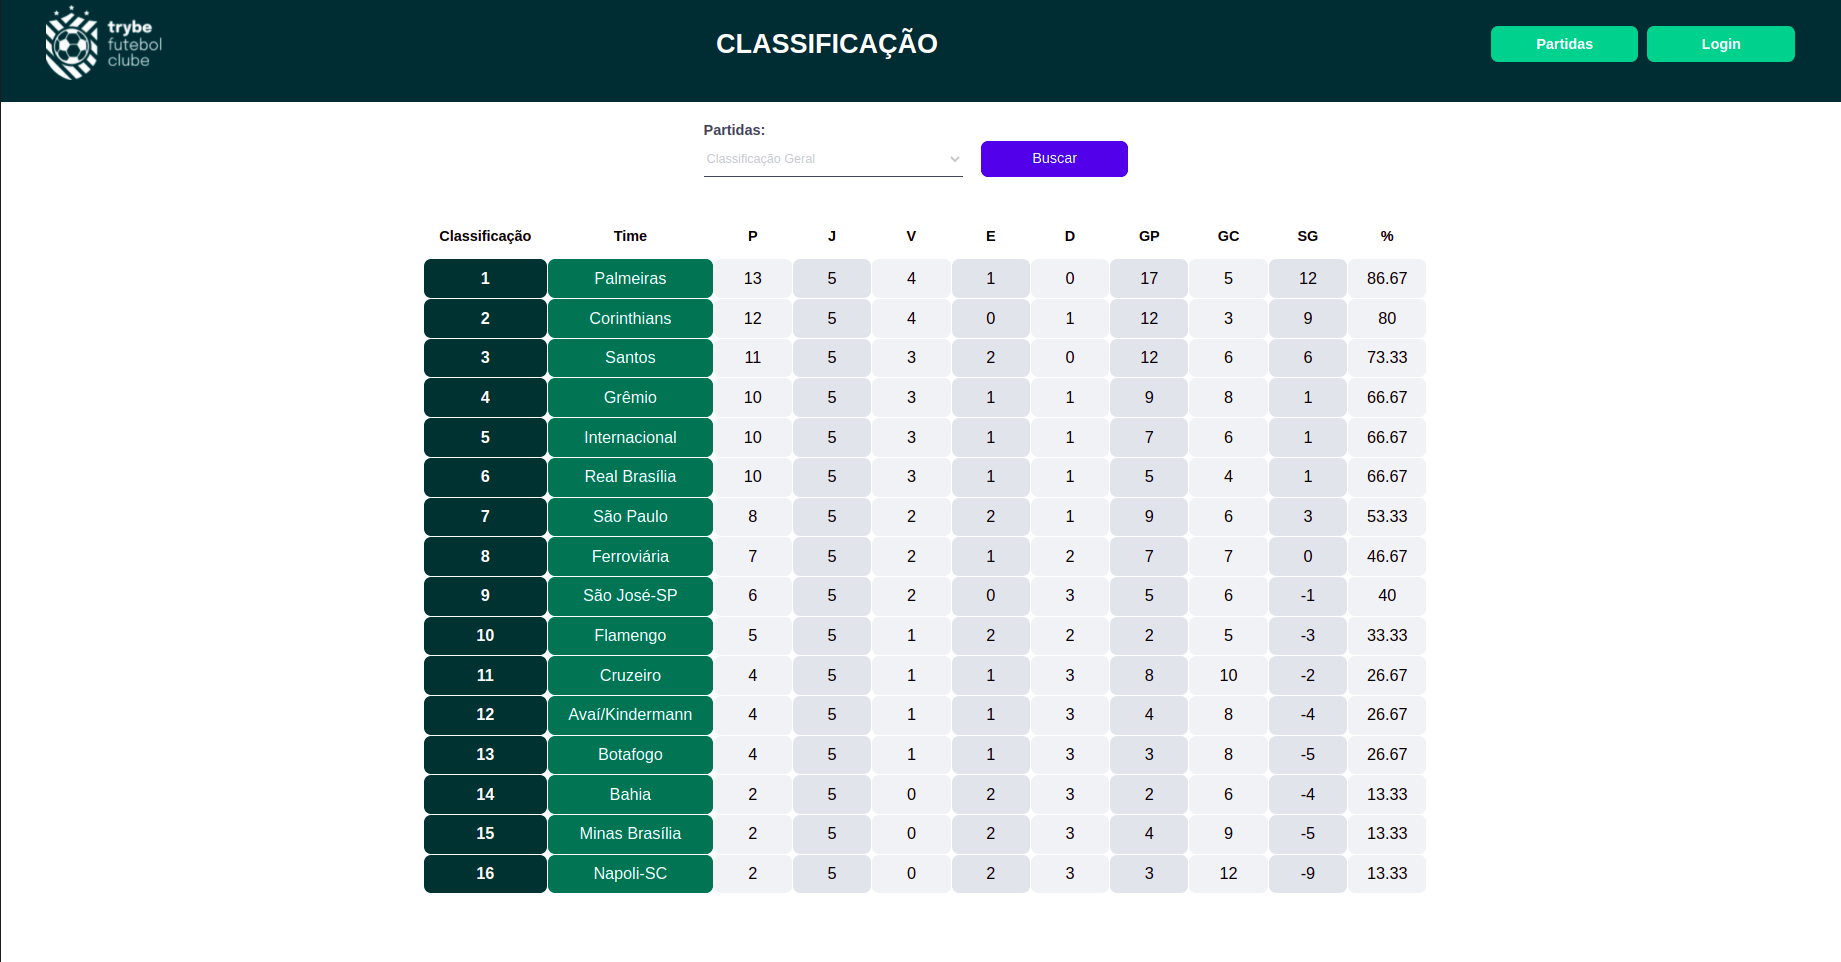 trybe
futebol
clube
CLASSIFICAÇÃO
Partidas
Login
Partidas:
Classificação Geral
Buscar
Classificação Time P J V E D GP GC SG %
1 Palmeiras 13 5 4 1 0 17 5 12 86.67
2 Corinthians 12 5 4 0 1 12 3 9 80
3 Santos 11 5 3 2 0 12 6 6 73.33
4 Grêmio 10 5 3 1 1 9 8 1 66.67
5 Internacional 10 5 3 1 1 7 6 1 66.67
6 Real Brasília 10 5 3 1 1 5 4 1 66.67
7 São Paulo 8 5 2 2 1 9 6 3 53.33
8 Ferroviária 7 5 2 1 2 7 7 0 46.67
9 São José-SP 6 5 2 0 3 5 6 -1 40
10 Flamengo 5 5 1 2 2 2 5 -3 33.33
11 Cruzeiro 4 5 1 1 3 8 10 -2 26.67
12 Avaí/Kindermann 4 5 1 1 3 4 8 -4 26.67
13 Botafogo 4 5 1 1 3 3 8 -5 26.67
14 Bahia 2 5 0 2 3 2 6 -4 13.33
15 Minas Brasília 2 5 0 2 3 4 9 -5 13.33
16 Napoli-SC 2 5 0 2 3 3 12 -9 13.33